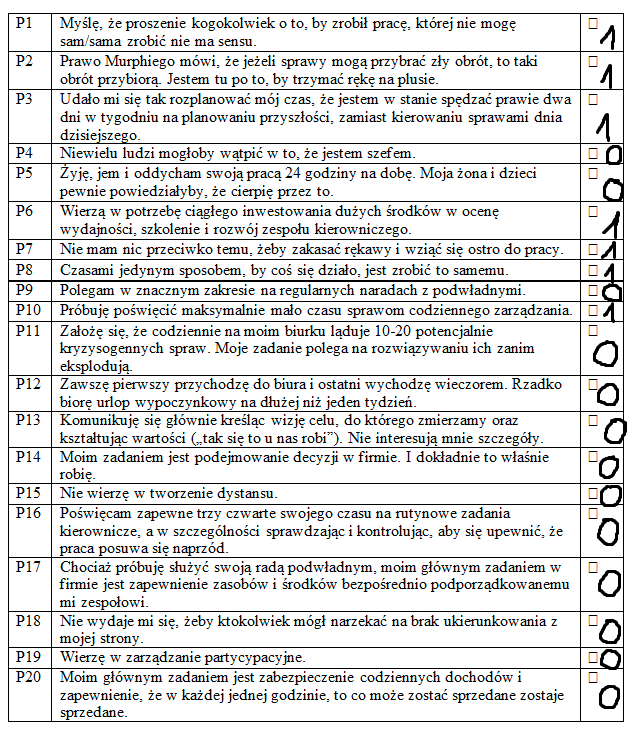 P1 Myślę, że proszenie kogokolwiek o to, by zrobił pracę, której nie mogę
sam/sama zrobić nie ma sensu. 1
P2 Prawo Murphiego mówi, że jeżeli sprawy mogą przybrać zły obrót, to taki
obrót przybiorą. Jestem tu po to, by trzymać rękę na plusie. 1
P3 Udało mi się tak rozplanować mój czas, że jestem w stanie spędzać prawie dwa
dni w tygodniu na planowaniu przyszłości, zamiast kierowaniu sprawami dnia
dzisiejszego. 1
P4 Niewielu ludzi mogłoby wątpić w to, że jestem szefem. 0
P5 Żyję, jem i oddycham swoją pracą 24 godziny na dobę. Moja żona i dzieci
pewnie powiedziałyby, że cierpię przez to. 0
P6 Wierzą w potrzebę ciągłego inwestowania dużych środków w ocenę
wydajności, szkolenie i rozwój zespołu kierowniczego. 1
P7 Nie mam nic przeciwko temu, żeby zakasać rękawy i wziąć się ostro do pracy. 1
P8 Czasami jedynym sposobem, by coś się działo, jest zrobić to samemu. 1
P9 Polegam w znacznym zakresie na regularnych naradach z podwładnymi. 0
P10 Próbuję poświęcić maksymalnie mało czasu sprawom codziennego zarządzania. 1
P11 Założę się, że codziennie na moim biurku ląduje 10-20 potencjalnie
kryzysogennych spraw. Moje zadanie polega na rozwiązywaniu ich zanim
eksplodują. 0
P12 Zawszę pierwszy przychodzę do biura i ostatni wychodzę wieczorem. Rzadko
biorę urlop wypoczynkowy na dłużej niż jeden tydzień. 0
P13 Komunikuję się głównie kreśląc wizję celu, do którego zmierzamy oraz
kształtując wartości („tak się to u nas robi”). Nie interesują mnie szczegóły. 0
P14 Moim zadaniem jest podejmowanie decyzji w firmie. I dokładnie to właśnie
robię. 0
P15 Nie wierzę w tworzenie dystansu. 0
P16 Poświęcam zapewne trzy czwarte swojego czasu na rutynowe zadania
kierownicze, a w szczególności sprawdzając i kontrolując, aby się upewnić, że
praca posuwa się naprzód. 0
P17 Chociaż próbuję służyć swoją radą podwładnym, moim głównym zadaniem w
firmie jest zapewnienie zasobów i środków bezpośrednio podporządkowanemu
mi zespołowi. 0
P18 Nie wydaje mi się, żeby ktokolwiek mógł narzekać na brak ukierunkowania z
mojej strony. 0
P19 Wierzę w zarządzanie partycypacyjne. 0
P20 Moim głównym zadaniem jest zabezpieczenie codziennych dochodów i
zapewnienie, że w każdej jednej godzinie, to co może zostać sprzedane zostaje
sprzedane. 0